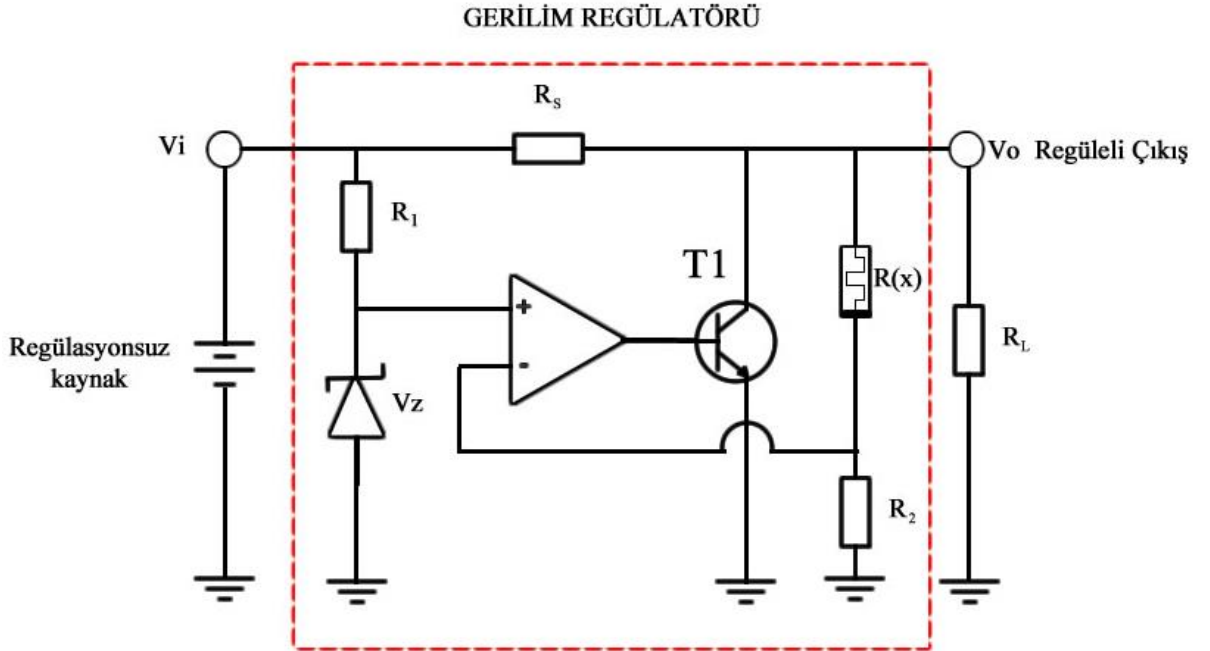 GERİLİM REGÜLATÖRÜ
Rs
Vi
Vo Regüleli Çıkış
R1
T1
R(x)
+
-
Regülasyonsuz
kaynak
RL
Vz
R2